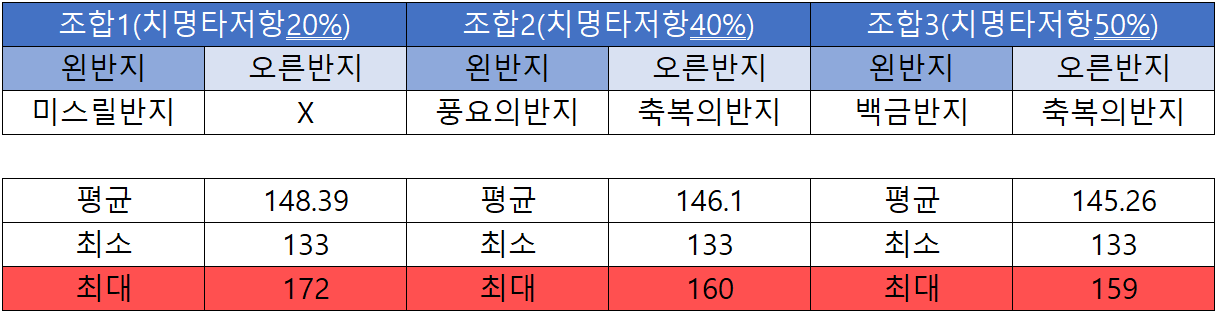 조합1(치명타저항20%) 조합2(치명타저항40%) 조합3(치명타저항50%)
왼반지 오른반지 왼반지 오른반지 왼반지 오른반지
미스릴반지 X 풍요의반지 축복의반지 백금반지 축복의반지
평균 148.39 평균 146.1 평균 145.26
최소 133 최소 133 최소 133
최대 172 최대 160 최대 159